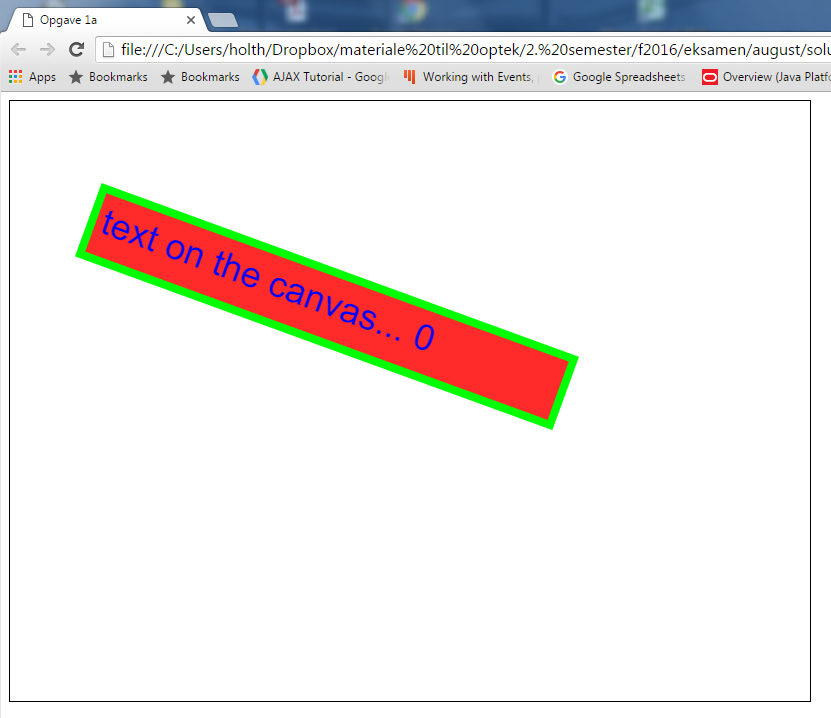 Opgave 1a
file:///C:/Users/holth/Dropbox/materiale%20til%20optek/2.%20semester/f2016/eksamen/august/solu
Apps Bookmarks Bookmarks AJAX Tutorial - Googl Working with Events, Google Spreadsheets Overview (Java Platfo
text on the canvas... 0